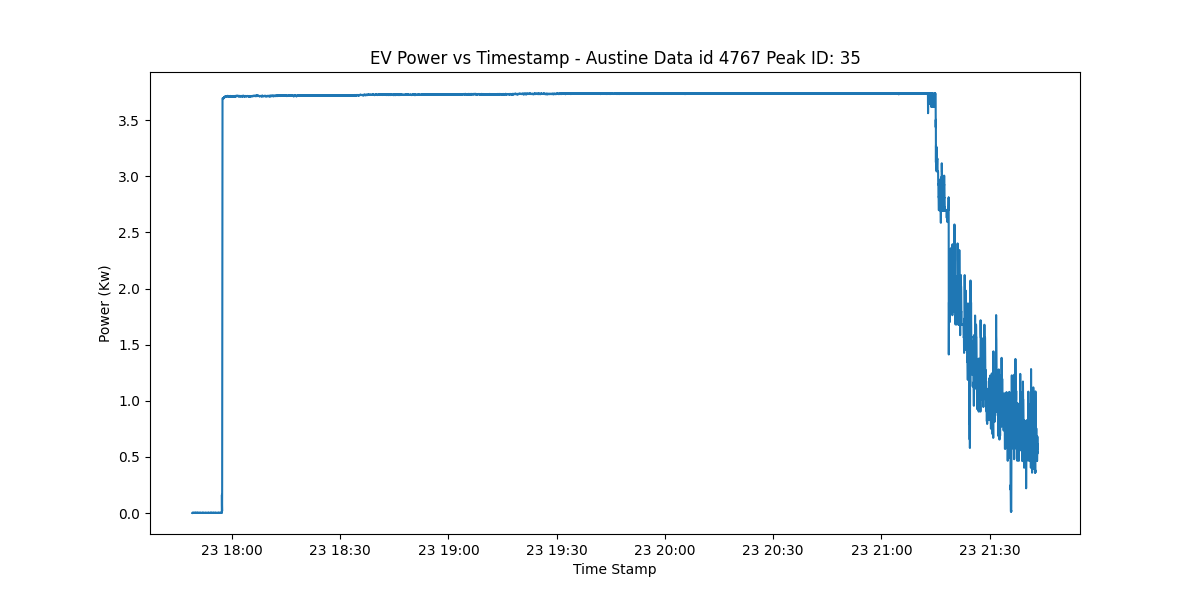 EV Power vs Timestamp - Austine Data id 4767 Peak ID: 35
Power (Kw)
3.5
3.0
2.5
2.0
1.5
1.0
0.5
0.0
23 18:00 23 18:30 23 19:00 23 19:30 23 20:00 23 20:30 23 21:00 23 21:30
Time Stamp